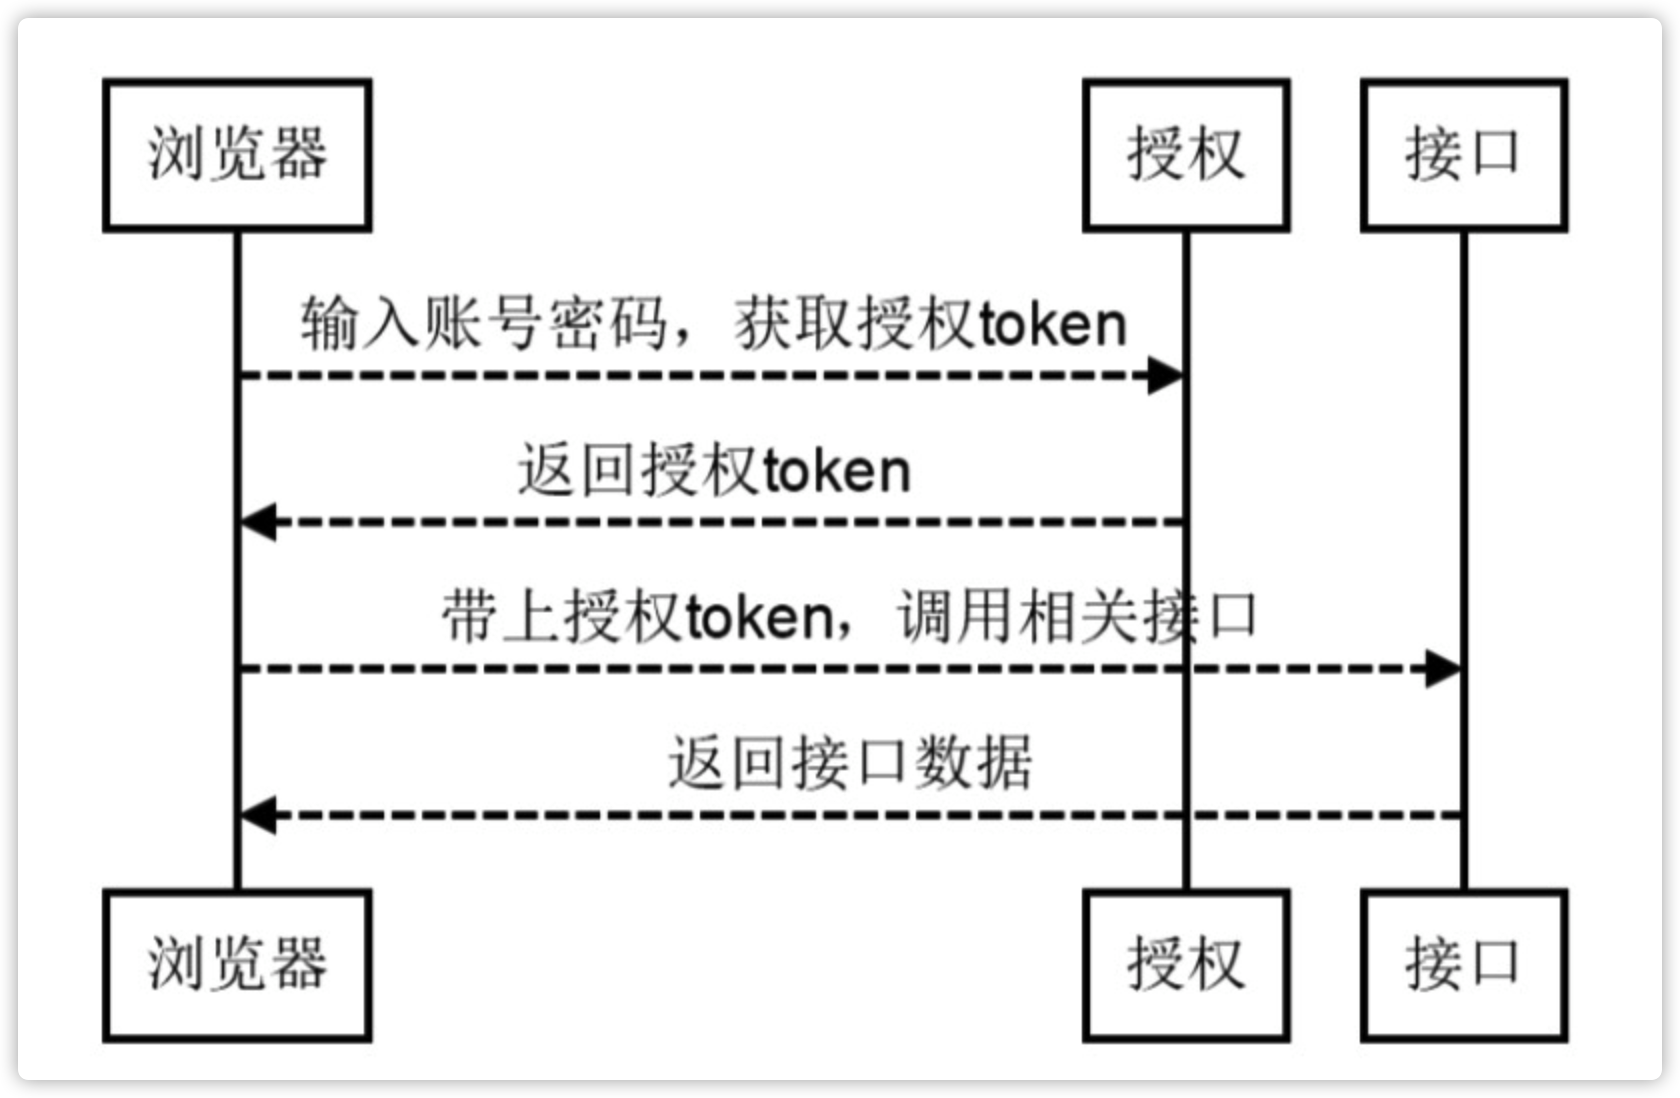 浏览器
授权
接口
输入账号密码，获取授权token
返回授权token
带上授权token，调用相关接口
返回接口数据
浏览器
授权
接口